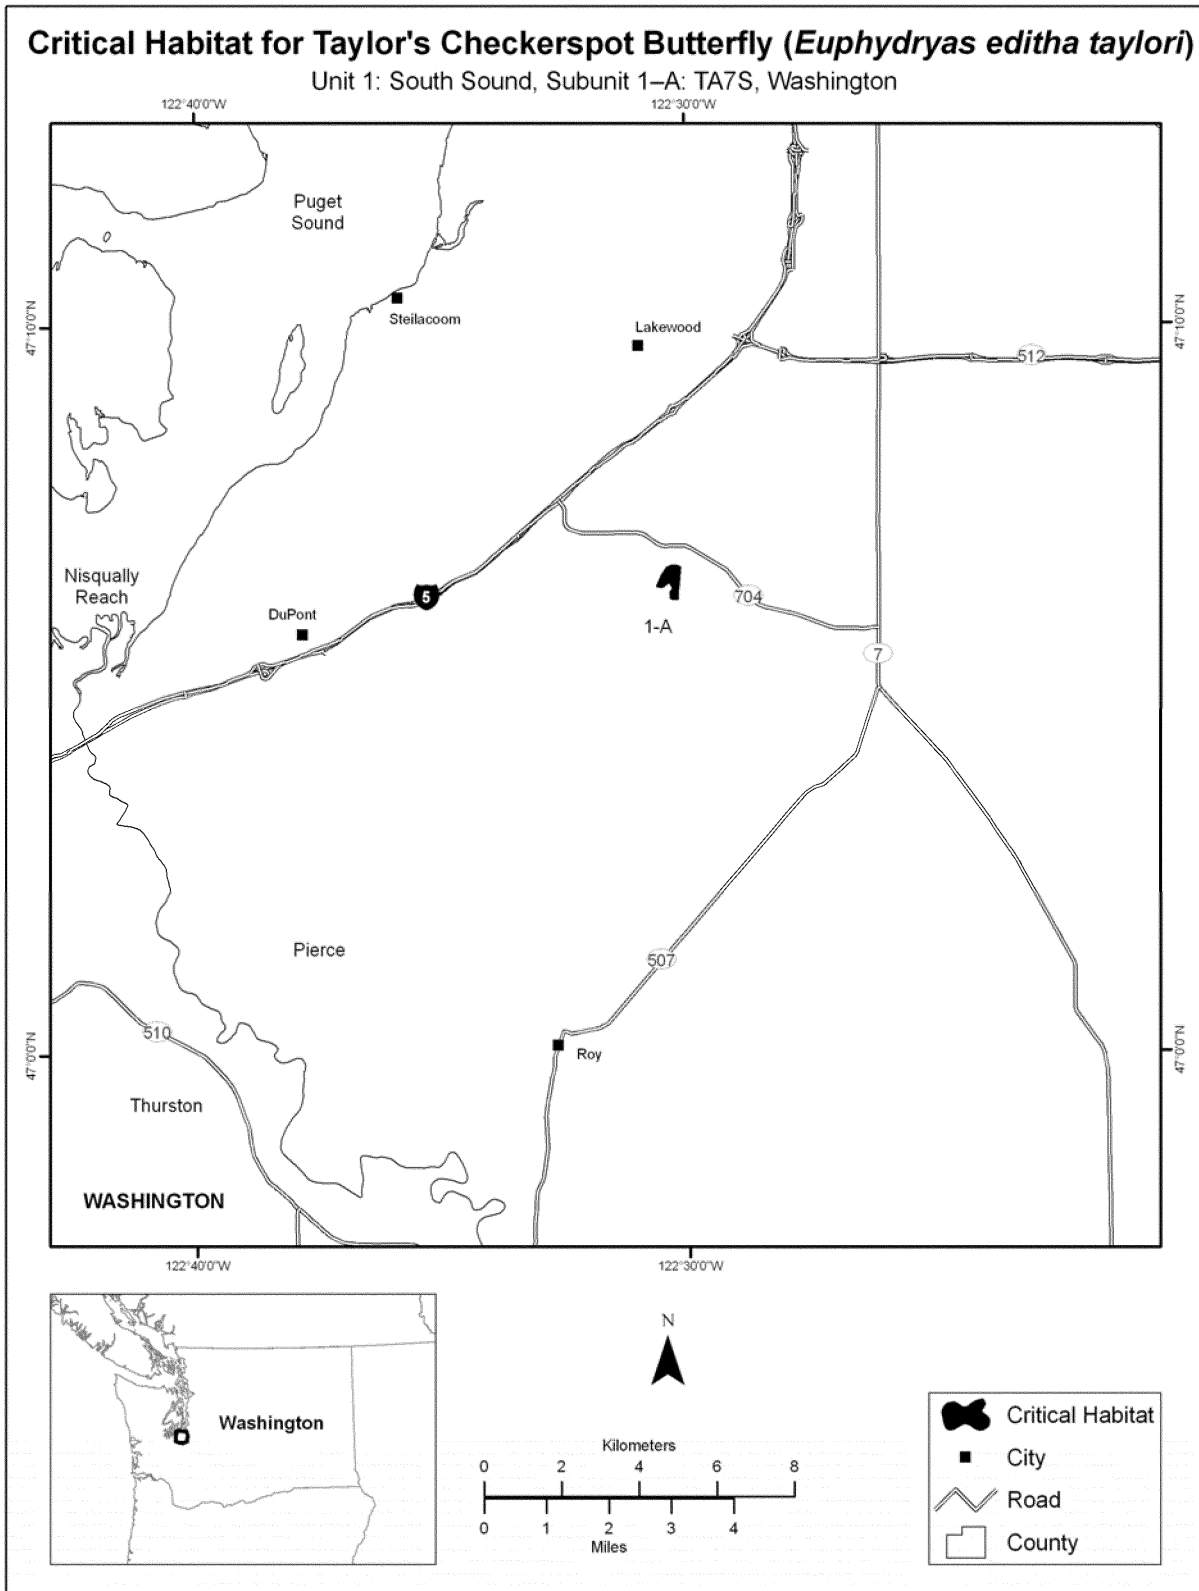 Critical Habitat for Taylor's Checkerspot Butterfly (Euphydryas editha taylori)
Unit 1: South Sound, Subunit 1–A: TA7S, Washington
122°40'0"W
122°30'0"W
Puget
Sound
Steilacoom
Lakewood
47°10'0"N
47°10'0"N
512
Nisqually
Reach
DuPont
5
704
1-A
7
Pierce
507
510
Roy
47°0'0"N
47°0'0"N
Thurston
WASHINGTON
122°40'0"W
122°30'0"W
Washington
N
Kilometers
0 2 4 6 8
0 1 2 3 4
Miles
Critical Habitat
City
Road
County